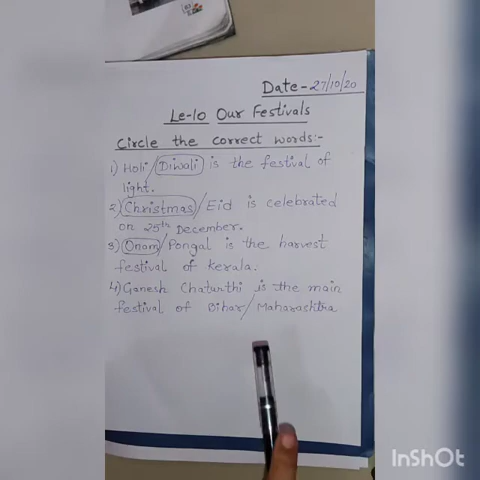 Date-27/10/20
Le-10 Our Festivals
Circle the correct words:-
1) Holi/Diwali is the festival of
light.
2) Christmas/Eid is celebrated
on 25th December.
3) Onam/Pongal is the harvest
festival of Kerala.
4) Ganesh Chaturthi is the main
festival of Bihar/Maharashtra
InShOt